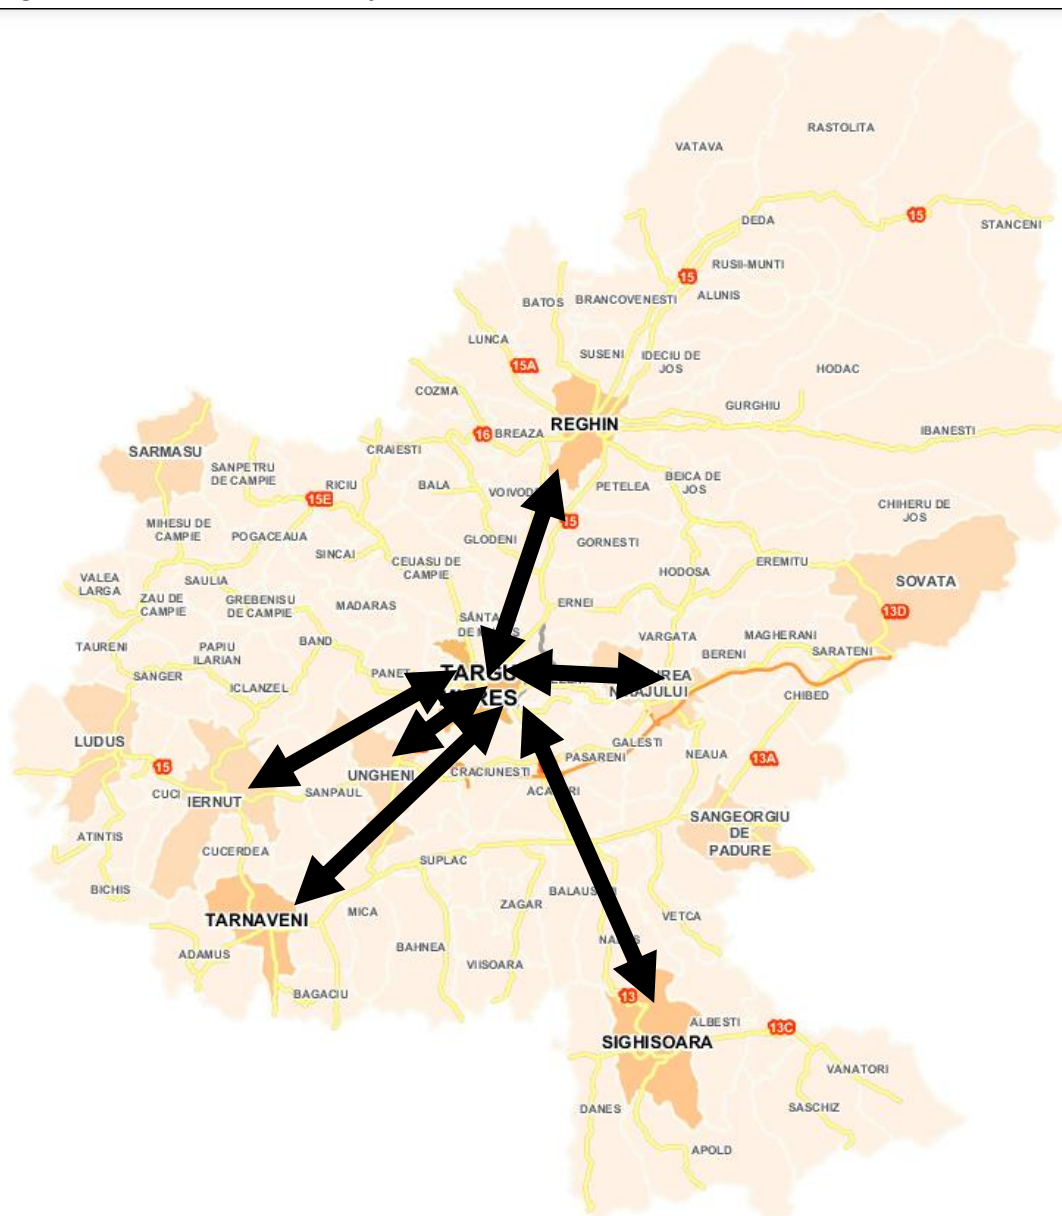 RASTOLITA
VATAVA
15
DEDA
STANCENI
RUSII-MUNTI
15
BATOS
BRANCOVENESTI
ALUNIS
LUNCA
SUSENI
IDECIU DE
JOS
15A
HODAC
COZMA
GURGHIU
REGHIN
16
BREAZA
IBANESTI
CRAIESTI
SARMASU
SANPETRU
DE CAMPIE
RICIU
BALA
PETELEA
BEICA DE
JOS
15E
CHIHERU DE
JOS
MIHESU DE
CAMPIE
POGACEAUA
GLODENI
GORNESTI
SINCAI
CEUASU DE
CAMPIE
HODOSA
EREMITU
VALEA
LARGA
SAULIA
SOVATA
ZAU DE
CAMPIE
GREBENISU
DE CAMPIE
MADARAS
ERNEI
13D
TAURENI
PAPIU
ILARIAN
BAND
VARGATA
MAGHERANI
BERENI
SARATENI
SANGER
ICLANZEL
PANET
TARGU
CHIBED
LUDUS
GALESTI
15
UNGHENI
CRACIUNESTI
PASARENI
NEAUA
13A
CUCI
IERNUT
SANPAUL
SANGEORGIU
DE
PADURE
ATINTIS
CUCERDEA
SUPLAC
BICHIS
TARNAVENI
MICA
ZAGAR
VETCA
ADAMUS
BAHNEA
VIISOARA
BAGACIU
13
ALBESTI
13C
SIGHISOARA
VANATORI
DANES
SASCHIZ
APOLD